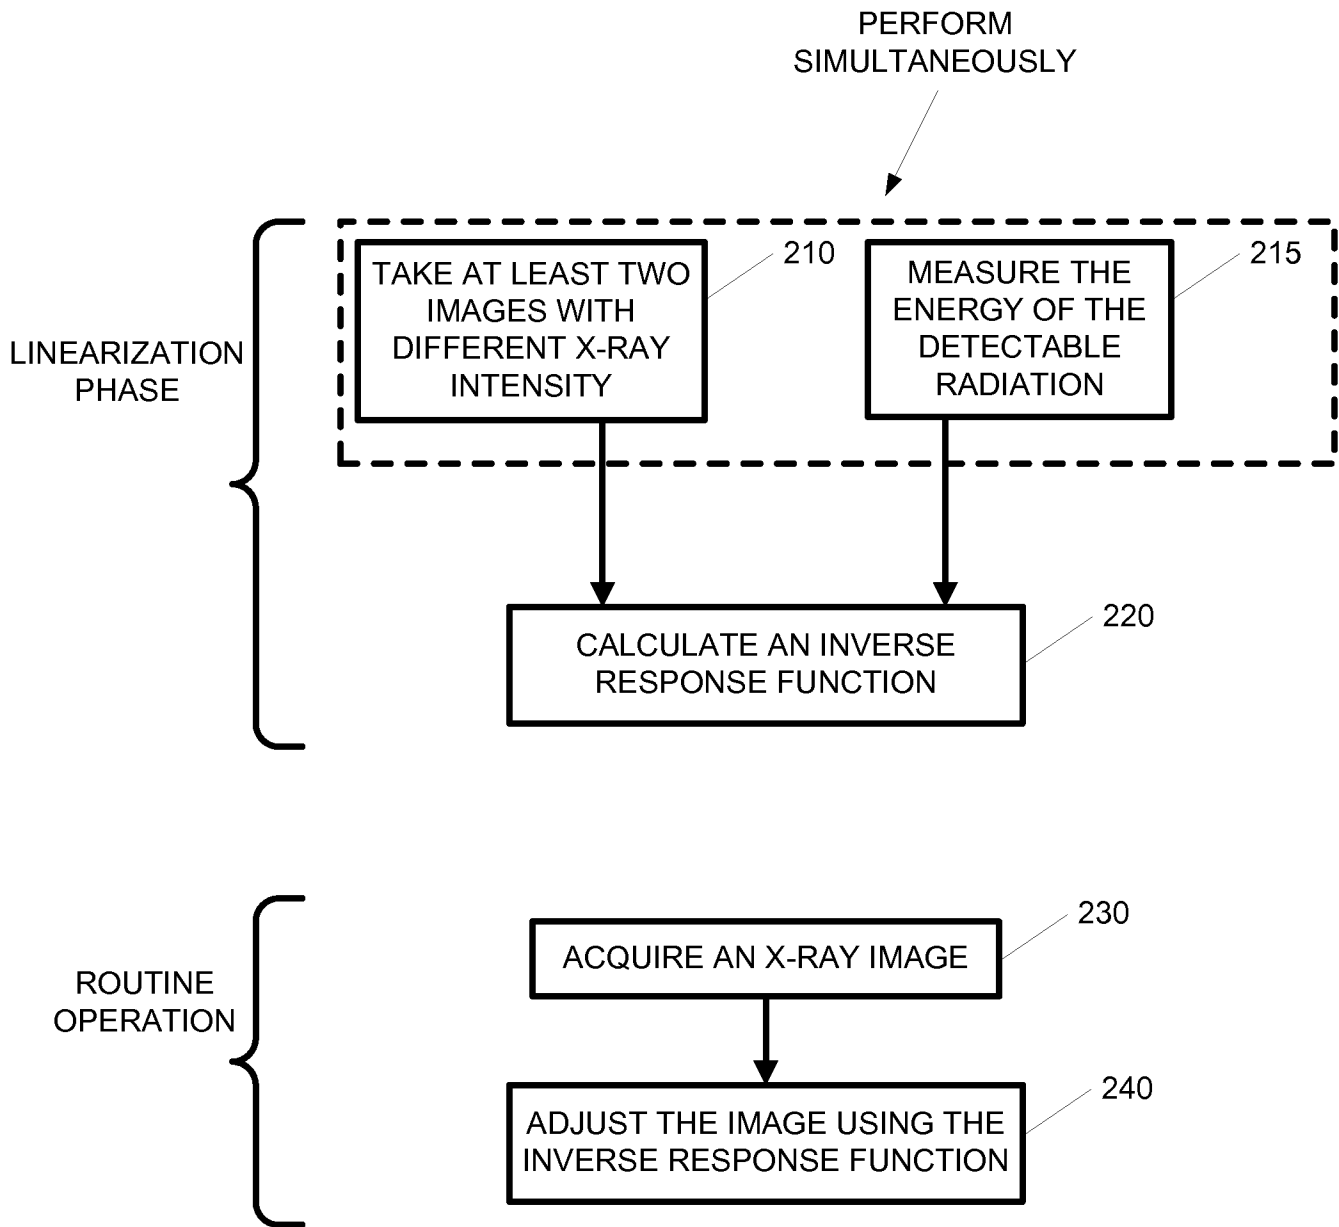 PERFORM
SIMULTANEOUSLY
TAKE AT LEAST TWO
IMAGES WITH
DIFFERENT X-RAY
INTENSITY
210
MEASURE THE
ENERGY OF THE
DETECTABLE
RADIATION
215
LINEARIZATION
PHASE
CALCULATE AN INVERSE
RESPONSE FUNCTION
220
ROUTINE
OPERATION
ACQUIRE AN X-RAY IMAGE
230
ADJUST THE IMAGE USING THE
INVERSE RESPONSE FUNCTION
240